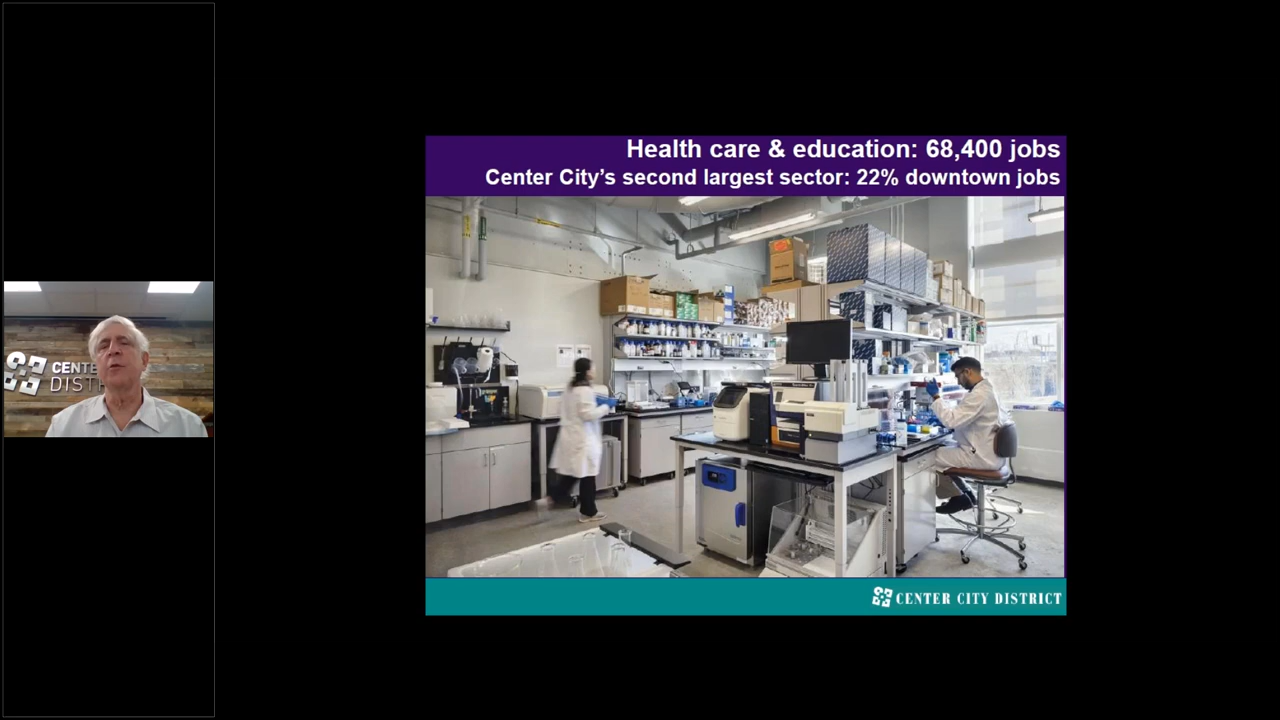 Health care & education: 68,400 jobs
Center City’s second largest sector: 22% downtown jobs
CENTER CITY DISTRICT